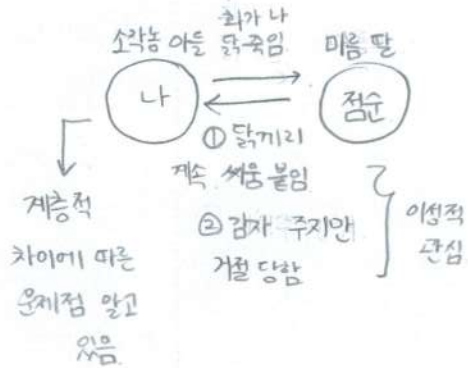 화가 나
소작농 아들 닭 죽임 마름 딸
나
점순
① 닭끼리
계속 싸움 붙임
② 감자 주지만
거절 당함
이성적
관심
계층적
차이에 따른
문제점 알고
있음